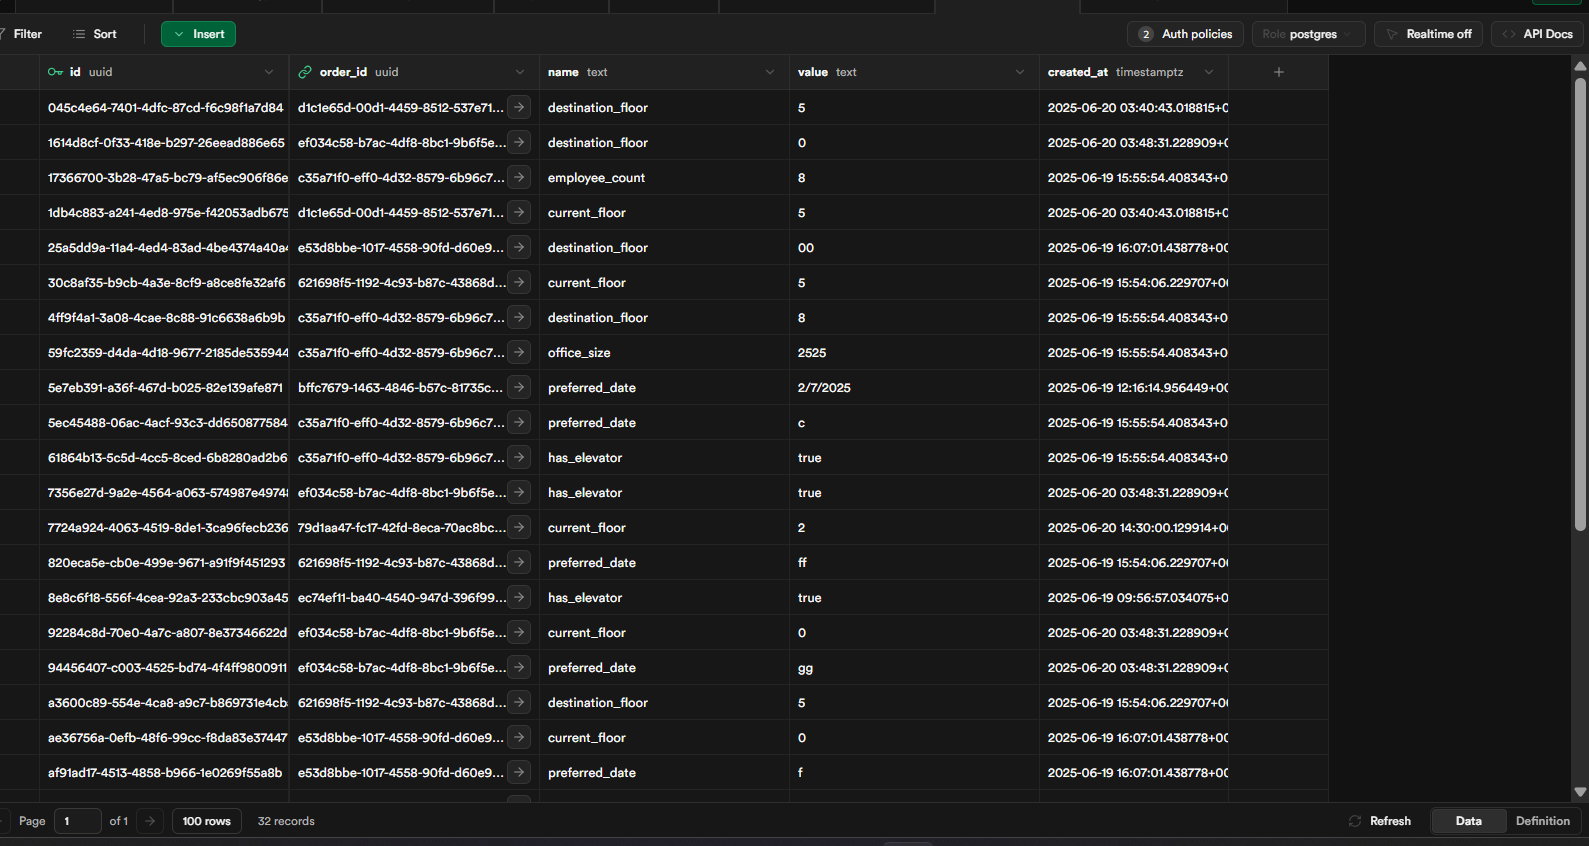 Filter Sort Insert 2 Auth policies Role postgres Realtime off API Docs
id uuid order_id uuid name text value text created_at timestamptz
045c4e64-7401-4dfc-87cd-f6c98f1a7d84 d1c1e65d-00d1-4459-8512-537e71... destination_floor 5 2025-06-20 03:40:43.018815+0
1614d8cf-0f33-418e-b297-26eead886e65 ef034c58-b7ac-4df8-8bc1-9b6f5e... destination_floor 0 2025-06-20 03:48:31.228909+0
17366700-3b28-47a5-bc79-af5ec906f86e c35a71f0-eff0-4d32-8579-6b96c7... employee_count 8 2025-06-19 15:55:54.408343+0
1db4c883-a241-4ed8-975e-f42053adb675 d1c1e65d-00d1-4459-8512-537e71... current_floor 5 2025-06-20 03:40:43.018815+0
25a5dd9a-11a4-4ed4-83ad-4be4374a40a4 e53d8bbe-1017-4558-90fd-d60e9... destination_floor 00 2025-06-19 16:07:01.438778+00
30c8af35-b9cb-4a3e-8cf9-a8ce8fe32af6 621698f5-1192-4c93-b87c-43868d... current_floor 5 2025-06-19 15:54:06.229707+00
4ff9f4a1-3a08-4cae-8c88-91c6638a6b9b c35a71f0-eff0-4d32-8579-6b96c7... destination_floor 8 2025-06-19 15:55:54.408343+0
59fc2359-d4da-4d18-9677-2185de535944 c35a71f0-eff0-4d32-8579-6b96c7... office_size 2525 2025-06-19 15:55:54.408343+0
5e7eb391-a36f-467d-b025-82e139afe871 bffc7679-1463-4846-b57c-81735c... preferred_date 2/7/2025 2025-06-19 12:16:14.956449+00
5ec45488-06ac-4acf-93c3-dd650877584 c35a71f0-eff0-4d32-8579-6b96c7... preferred_date c 2025-06-19 15:55:54.408343+0
61864b13-5c5d-4cc5-8ced-6b8280ad2b6 c35a71f0-eff0-4d32-8579-6b96c7... has_elevator true 2025-06-19 15:55:54.408343+0
7356e27d-9a2e-4564-a063-574987e4974 ef034c58-b7ac-4df8-8bc1-9b6f5e... has_elevator true 2025-06-20 03:48:31.228909+0
7724a924-4063-4519-8de1-3ca96fecb236 79d1aa47-fc17-42fd-8eca-70ac8bc... current_floor 2 2025-06-20 14:30:00.129914+0
820eca5e-cb0e-499e-9671-a91f9f451293 621698f5-1192-4c93-b87c-43868d... preferred_date ff 2025-06-19 15:54:06.229707+00
8e8c6f18-556f-4cea-92a3-233cbc903a45 ec74ef11-ba40-4540-947d-396f99... has_elevator true 2025-06-19 09:56:57.034075+0
92284c8d-70e0-4a7c-a807-8e37346622d ef034c58-b7ac-4df8-8bc1-9b6f5e... current_floor 0 2025-06-20 03:48:31.228909+0
94456407-c003-4525-bd74-4f4ff9800911 ef034c58-b7ac-4df8-8bc1-9b6f5e... preferred_date gg 2025-06-20 03:48:31.228909+0
a3600c89-554e-4ca8-a9c7-b869731e4cb 621698f5-1192-4c93-b87c-43868d... destination_floor 5 2025-06-19 15:54:06.229707+00
ae36756a-0efb-48f6-99cc-f8da83e37447 e53d8bbe-1017-4558-90fd-d60e9... current_floor 0 2025-06-19 16:07:01.438778+00
af91ad17-4513-4858-b966-1e0269f55a8b e53d8bbe-1017-4558-90fd-d60e9... preferred_date f 2025-06-19 16:07:01.438778+00
Page 1 of 1 100 rows 32 records Refresh Data Definition